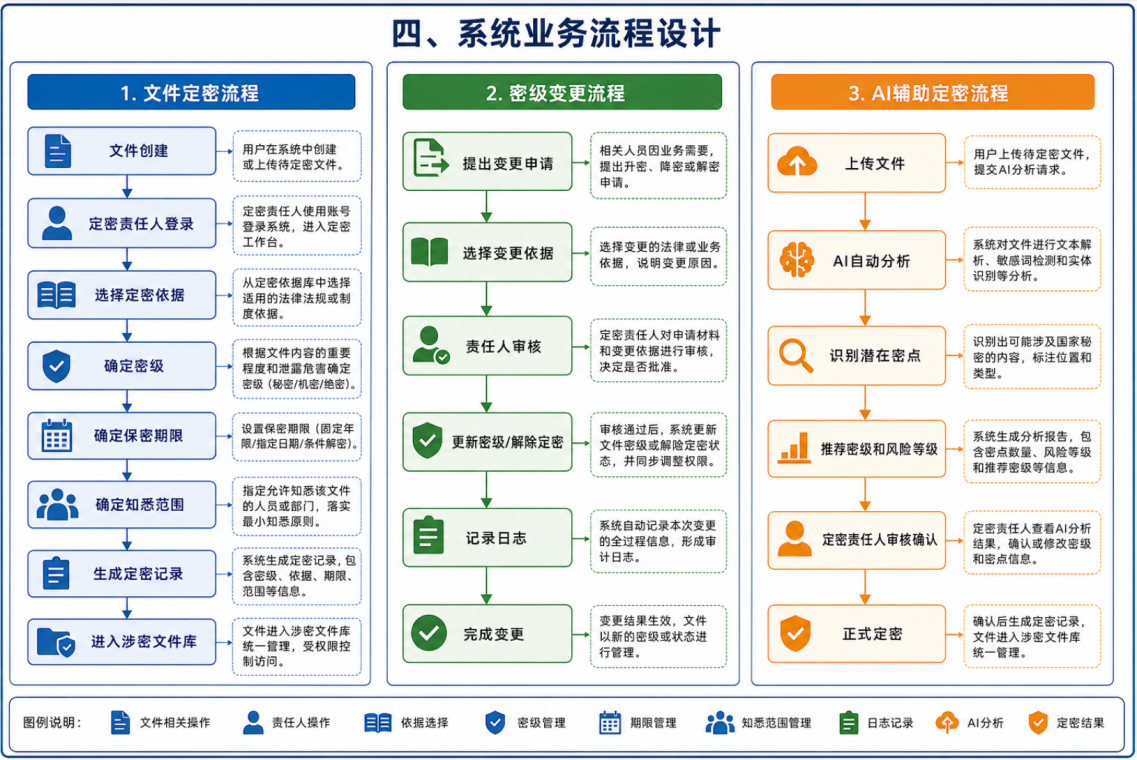 四、系统业务流程设计
1. 文件定密流程
文件创建
用户在系统中创建
或上传待定密文件。
定密责任人登录
定密责任人使用账号
登录系统，进入定密
工作台。
选择定密依据
从定密依据库中选择
适用的法律法规或制
度依据。
确定密级
根据文件内容的重要
程度和泄露危害确定
密级（秘密/机密/绝密）。
确定保密期限
设置保密期限（固定年
限/指定日期/条件解密）。
确定知悉范围
指定允许知悉该文件
的人员或部门，落实
最小知悉原则。
生成定密记录
系统生成定密记录，包
含密级、依据、期限、
范围等信息。
进入涉密文件库
文件进入涉密文件库
统一管理，受权限控
制访问。
2. 密级变更流程
提出变更申请
相关人员因业务需要，
提出升密、降密或解密
申请。
选择变更依据
选择变更的法律或业务
依据，说明变更原因。
责任人审核
定密责任人对申请材料
和变更依据进行审核，
决定是否批准。
更新密级/解除定密
审核通过后，系统更新
文件密级或解除定密状
态，并同步调整权限。
记录日志
系统自动记录本次变更
的全过程信息，形成审
计日志。
完成变更
变更结果生效，文件
以新的密级或状态进
行管理。
3. AI辅助定密流程
上传文件
用户上传待定密文件，
提交AI分析请求。
AI自动分析
系统对文件进行文本解
析、敏感词检测和实体
识别等分析。
识别潜在密点
识别出可能涉及国家秘
密的内容，标注位置和
类型。
推荐密级和风险等级
系统生成分析报告，包
含密点数量、风险等级
和推荐密级等信息。
定密责任人审核确认
定密责任人查看AI分析
结果，确认或修改密级
和密点信息。
正式定密
确认后生成定密记录，
文件进入涉密文件库
统一管理。
图例说明： 文件相关操作 责任人操作 依据选择 密级管理 期限管理 知悉范围管理 日志记录 AI分析 定密结果